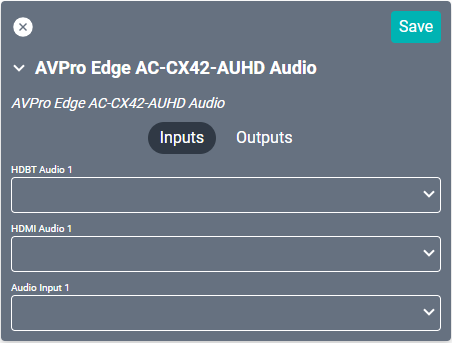 Save
AVPro Edge AC-CX42-AUHD Audio
AVPro Edge AC-CX42-AUHD Audio
Inputs Outputs
HDBT Audio 1
HDMI Audio 1
Audio Input 1